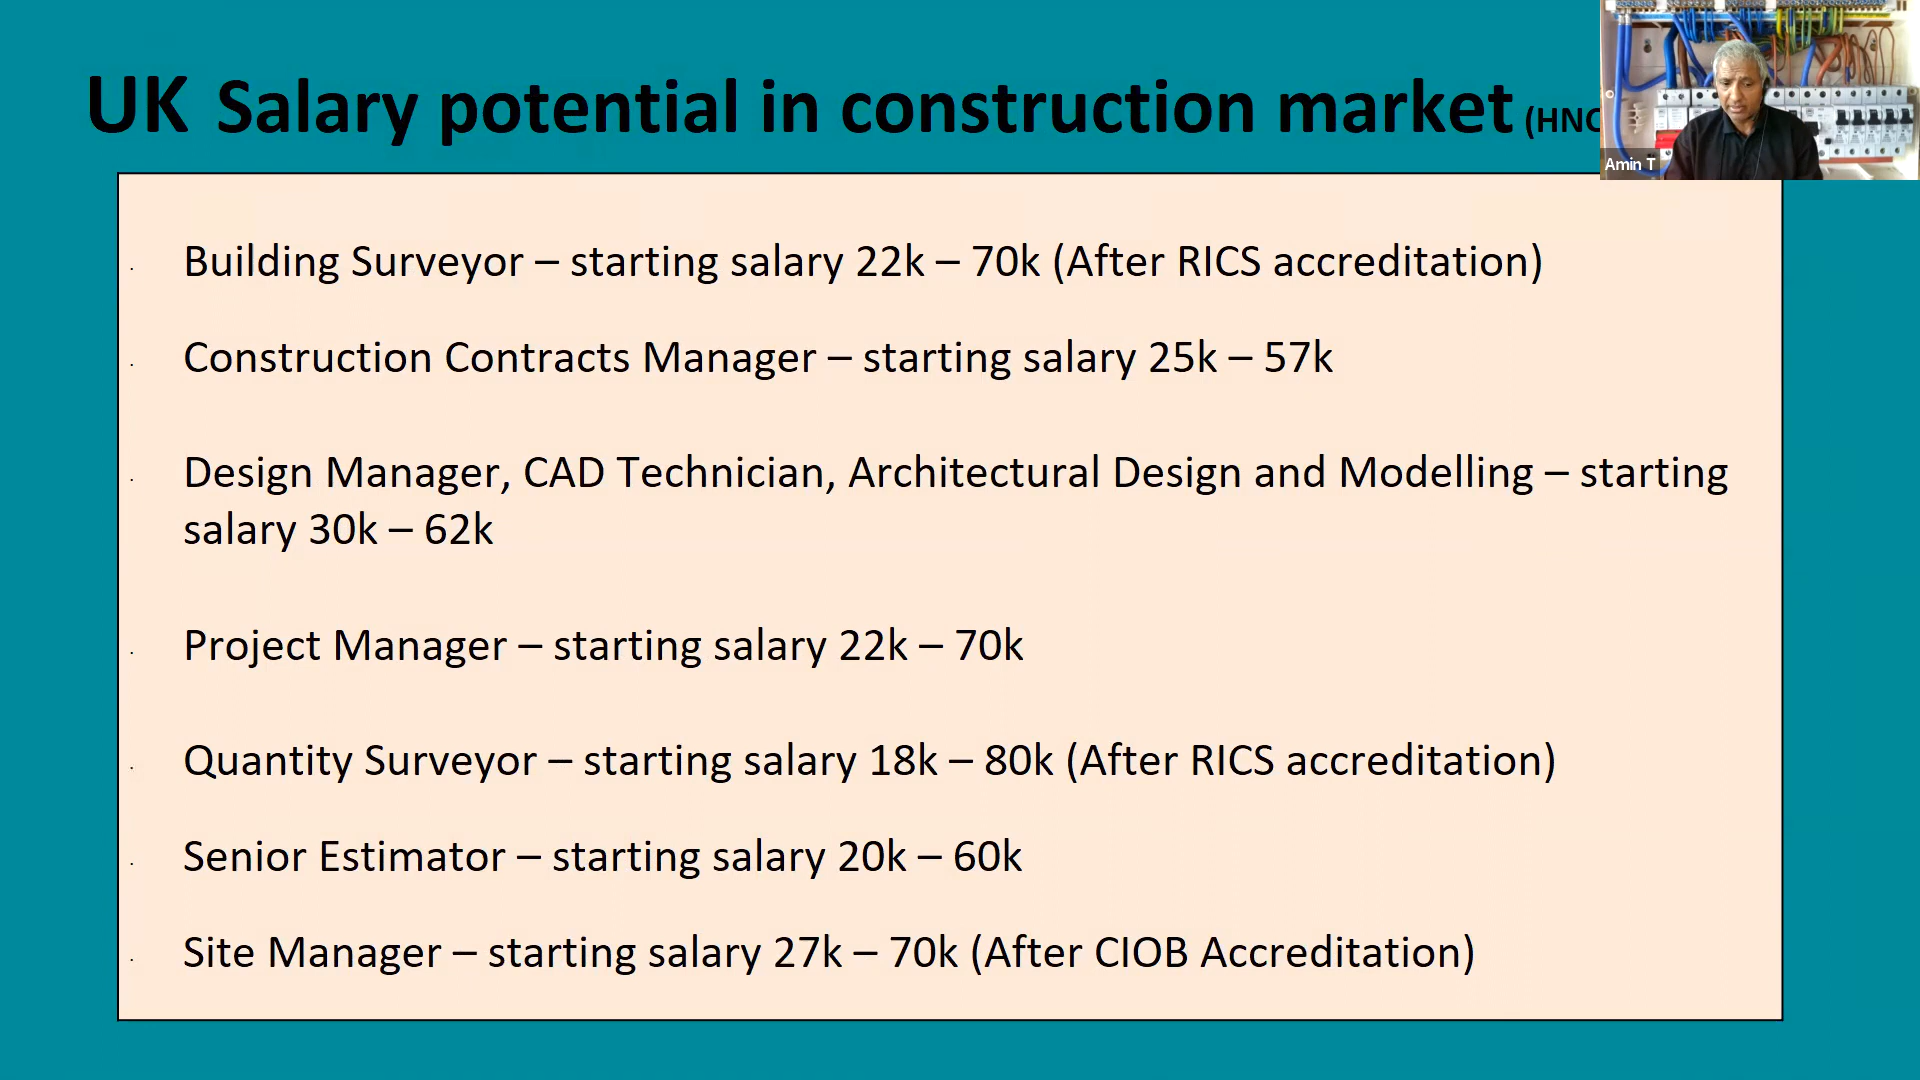 UK Salary potential in construction market (HNC
Amin T
Building Surveyor – starting salary 22k – 70k (After RICS accreditation)
Construction Contracts Manager – starting salary 25k – 57k
Design Manager, CAD Technician, Architectural Design and Modelling – starting
salary 30k – 62k
Project Manager – starting salary 22k – 70k
Quantity Surveyor – starting salary 18k – 80k (After RICS accreditation)
Senior Estimator – starting salary 20k – 60k
Site Manager – starting salary 27k – 70k (After CIOB Accreditation)